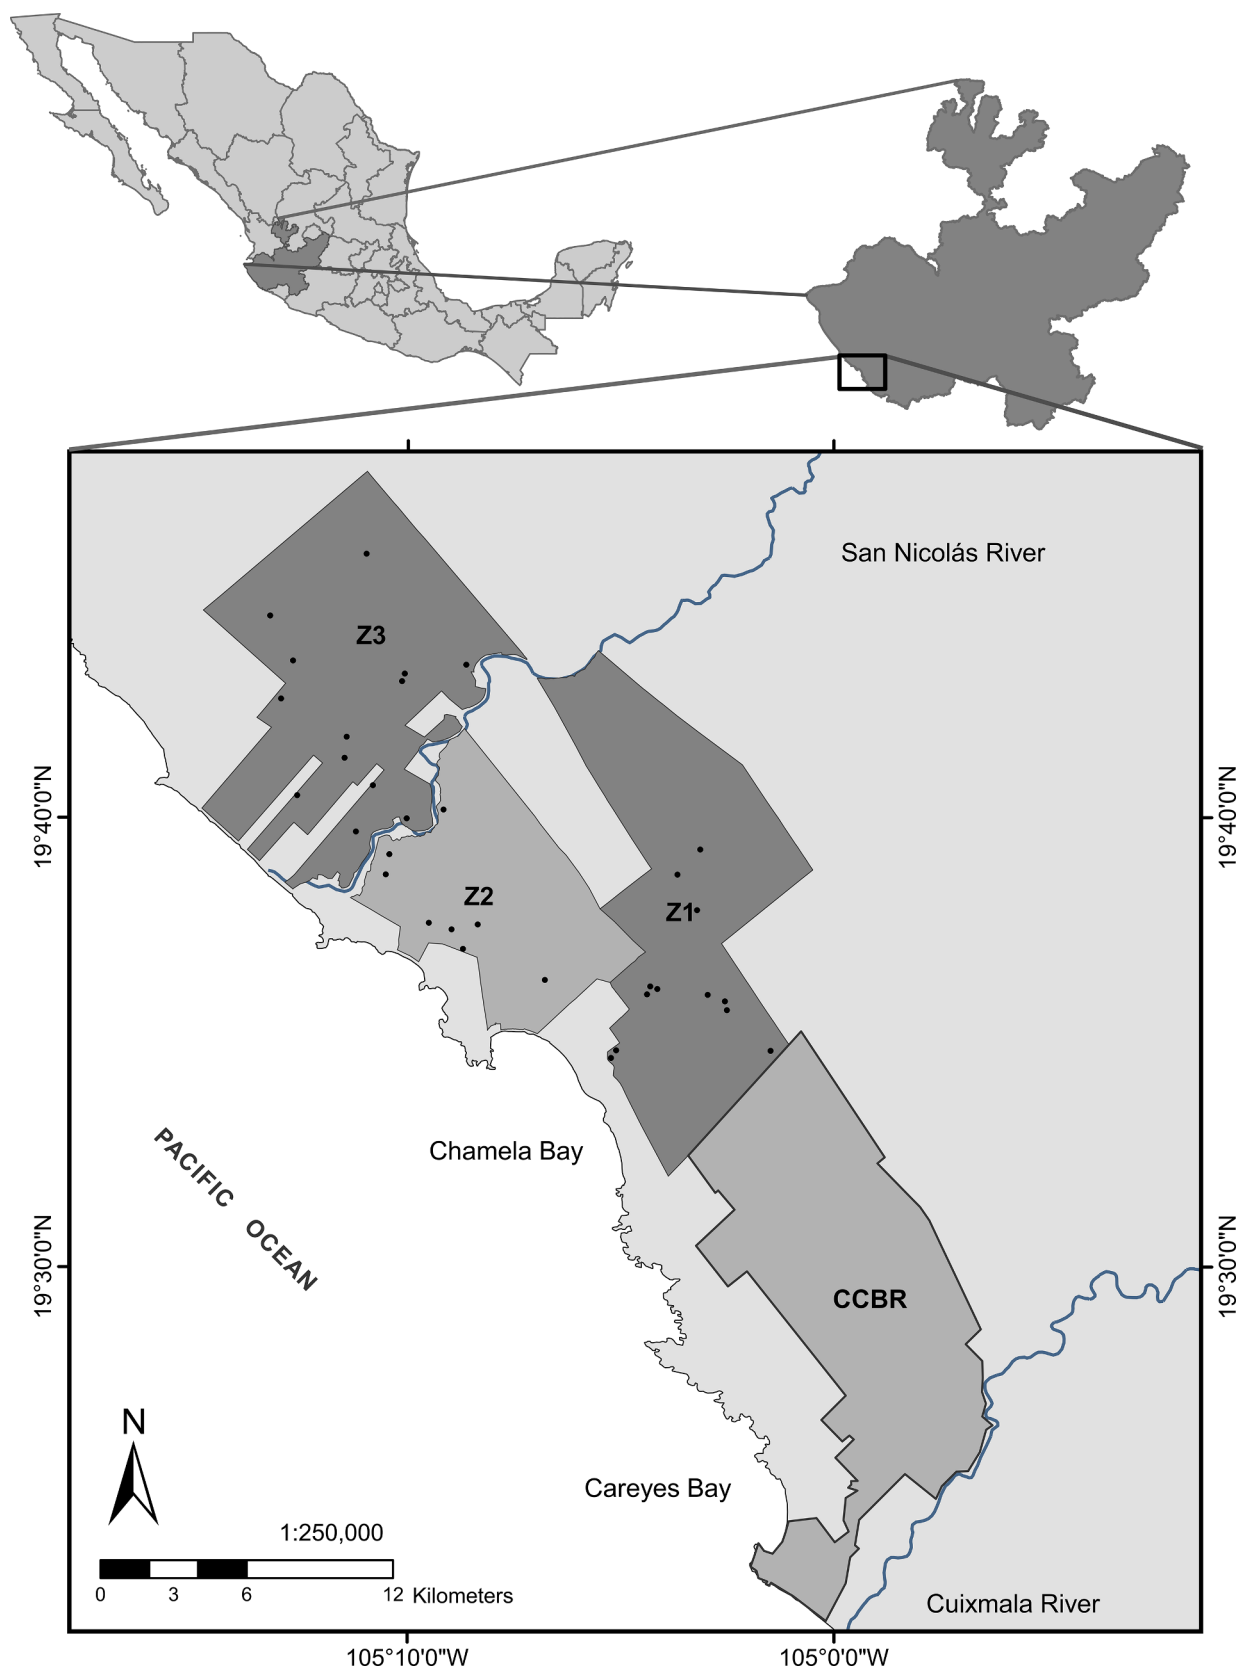 San Nicolás River
Z3
19°40'0"N
19°40'0"N
Z2
Z1
Chamela Bay
PACIFIC OCEAN
19°30'0"N
19°30'0"N
CCBR
N
Careyes Bay
1:250,000
0 3 6 12 Kilometers
Cuixmala River
105°10'0"W
105°0'0"W